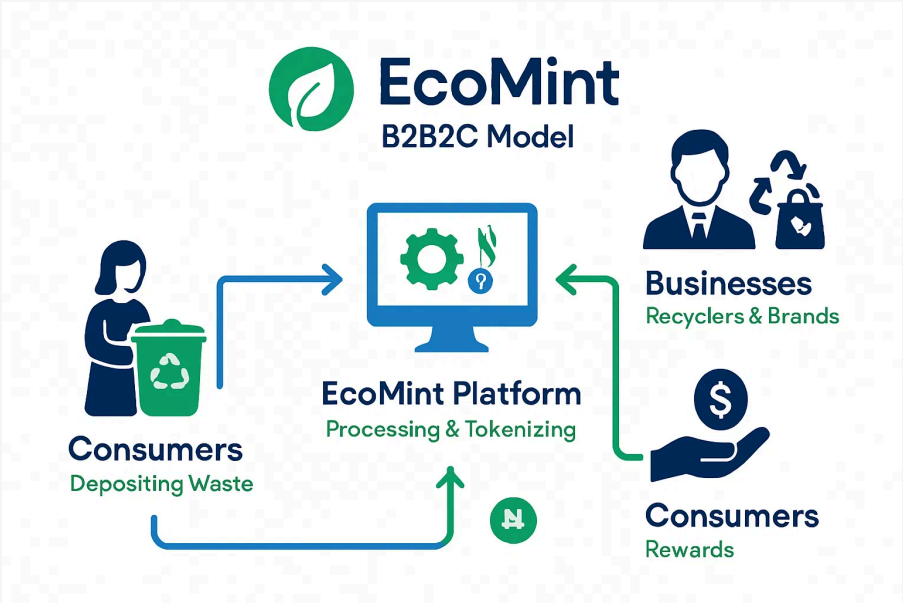 EcoMint
B2B2C Model
Businesses
Recyclers & Brands
EcoMint Platform
Processing & Tokenizing
Consumers
Depositing Waste
$
₦
Consumers
Rewards